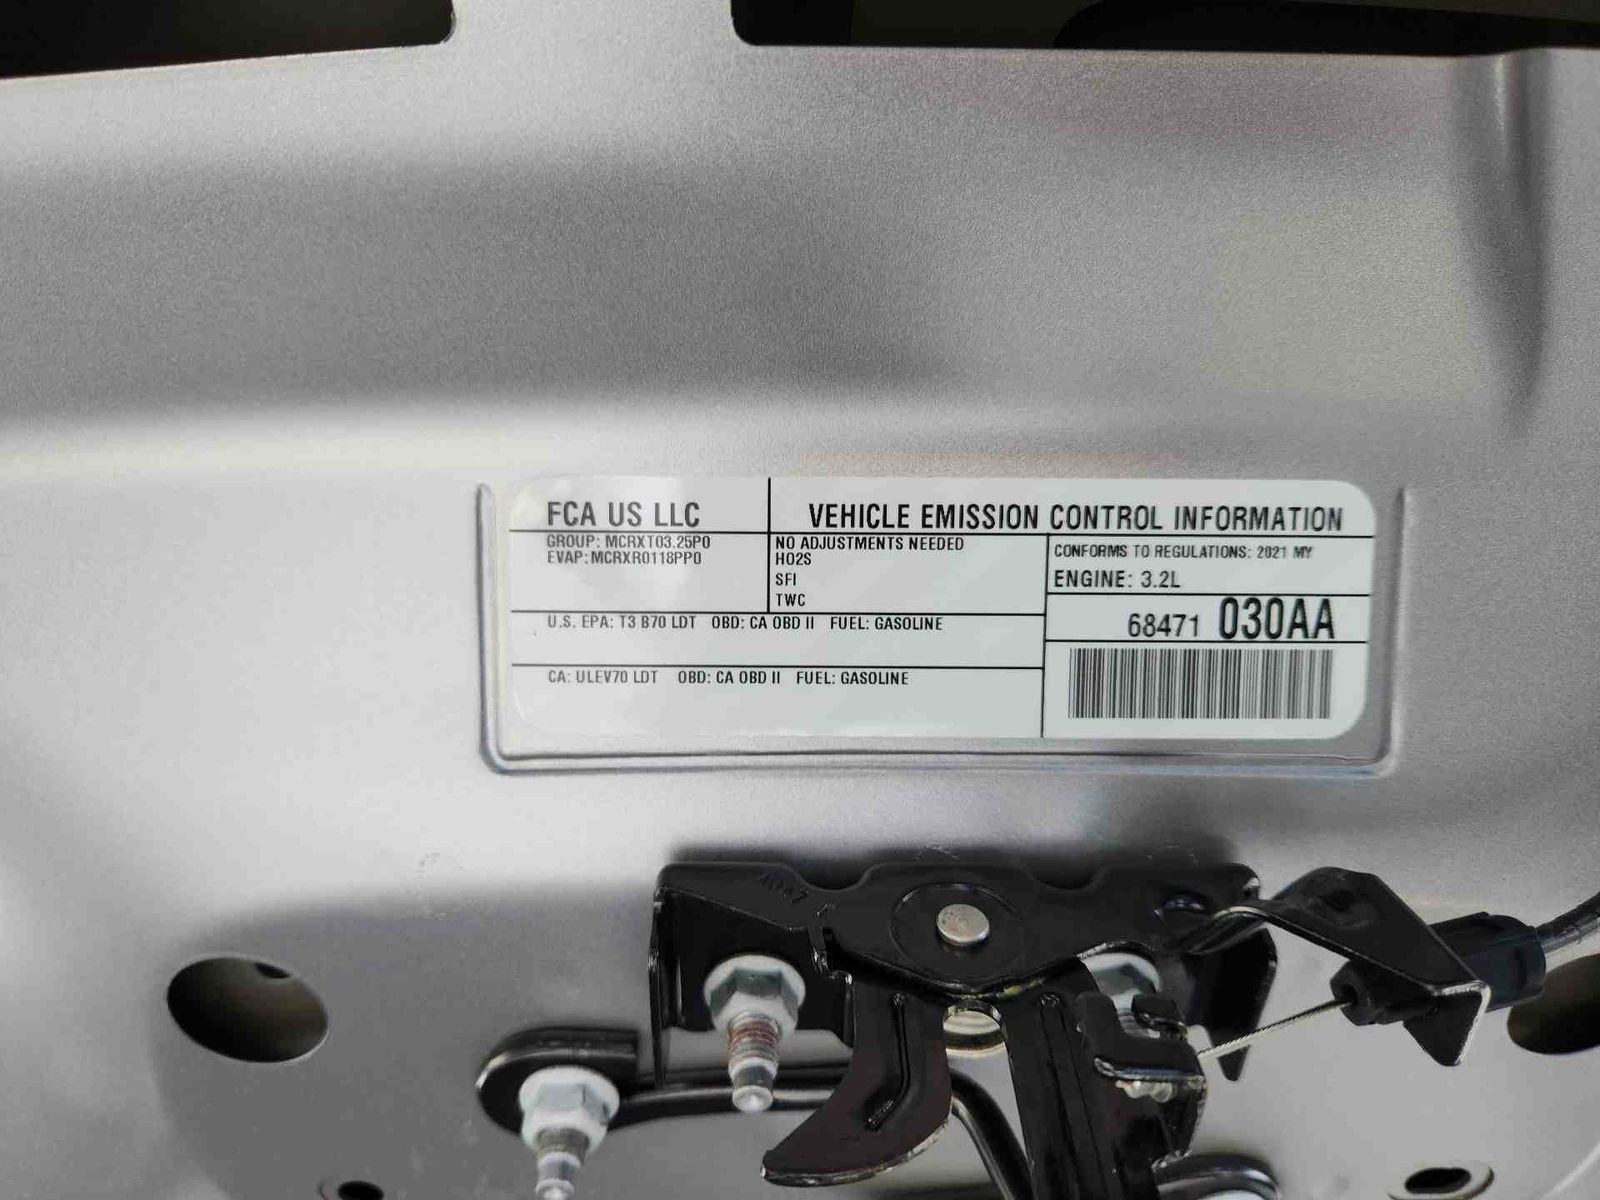 FCA US LLC
VEHICLE EMISSION CONTROL INFORMATION
GROUP: MCRXT03.25P0
EVAP: MCRXR0118PP0
NO ADJUSTMENTS NEEDED
HO2S
SFI
TWC
CONFORMS TO REGULATIONS: 2021 MY
ENGINE: 3.2L
U.S. EPA: T3 B70 LDT OBD: CA OBD II FUEL: GASOLINE
68471 030AA
CA: ULEV70 LDT OBD: CA OBD II FUEL: GASOLINE